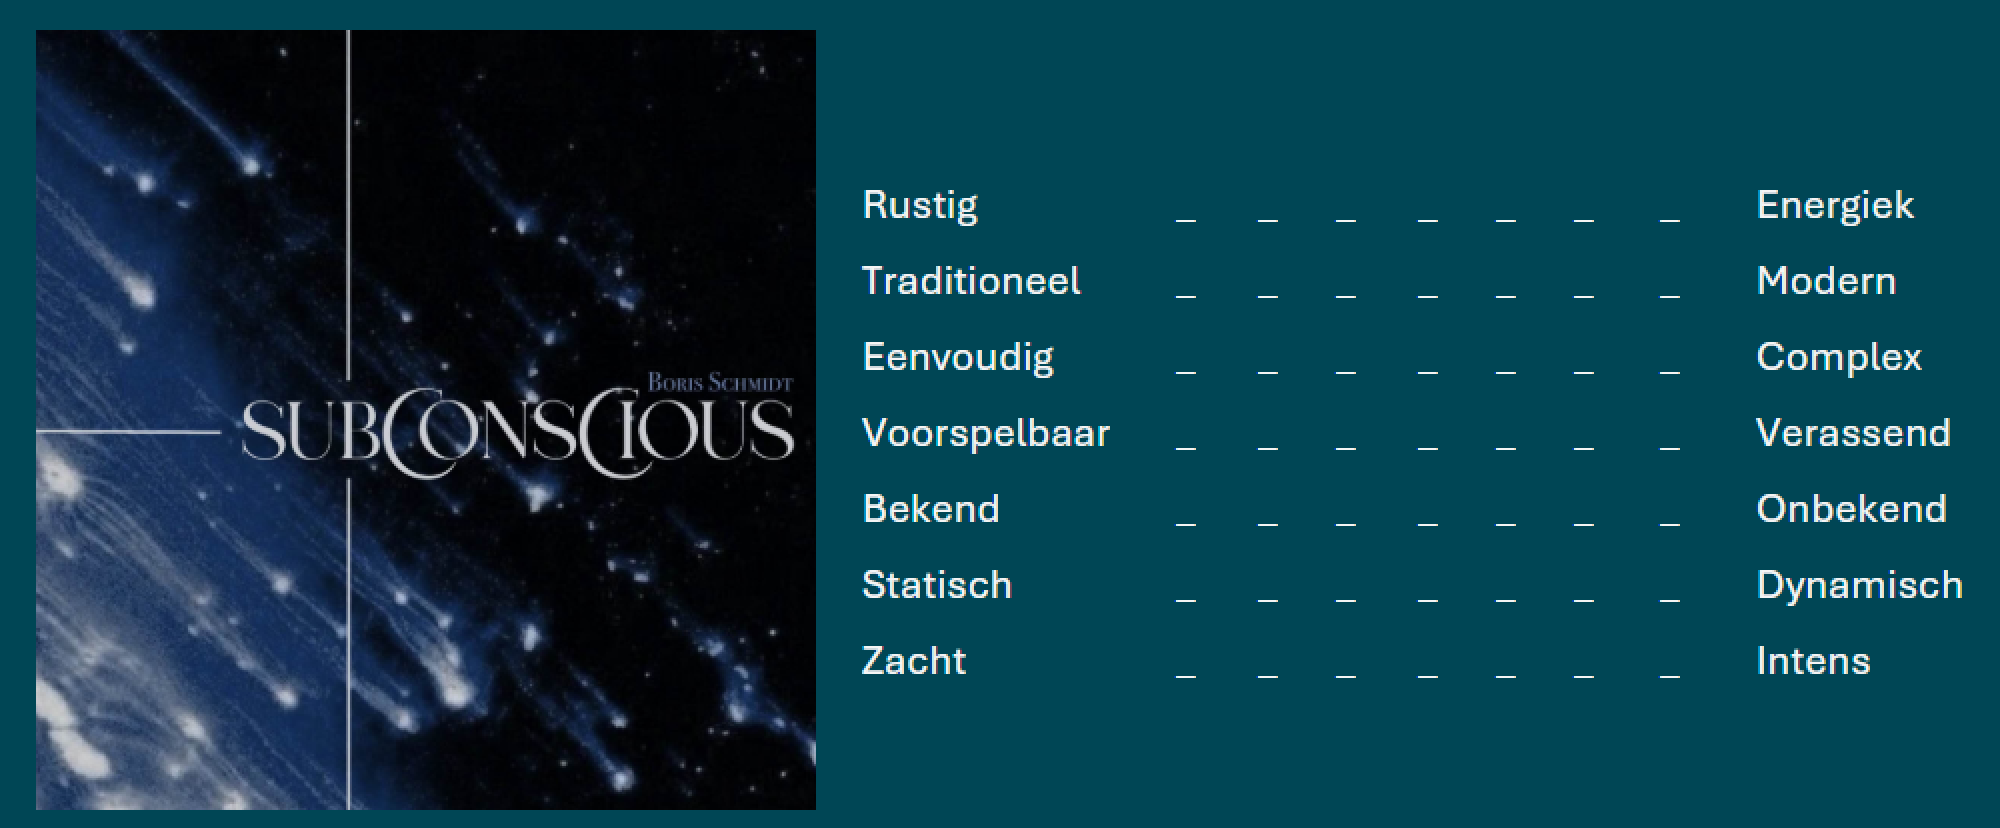 Boris Schmidt
SUBCONSCIOUS
Rustig _ _ _ _ _ _ _ Energiek
Traditioneel _ _ _ _ _ _ _ Modern
Eenvoudig _ _ _ _ _ _ _ Complex
Voorspelbaar _ _ _ _ _ _ _ Verassend
Bekend _ _ _ _ _ _ _ Onbekend
Statisch _ _ _ _ _ _ _ Dynamisch
Zacht _ _ _ _ _ _ _ Intens